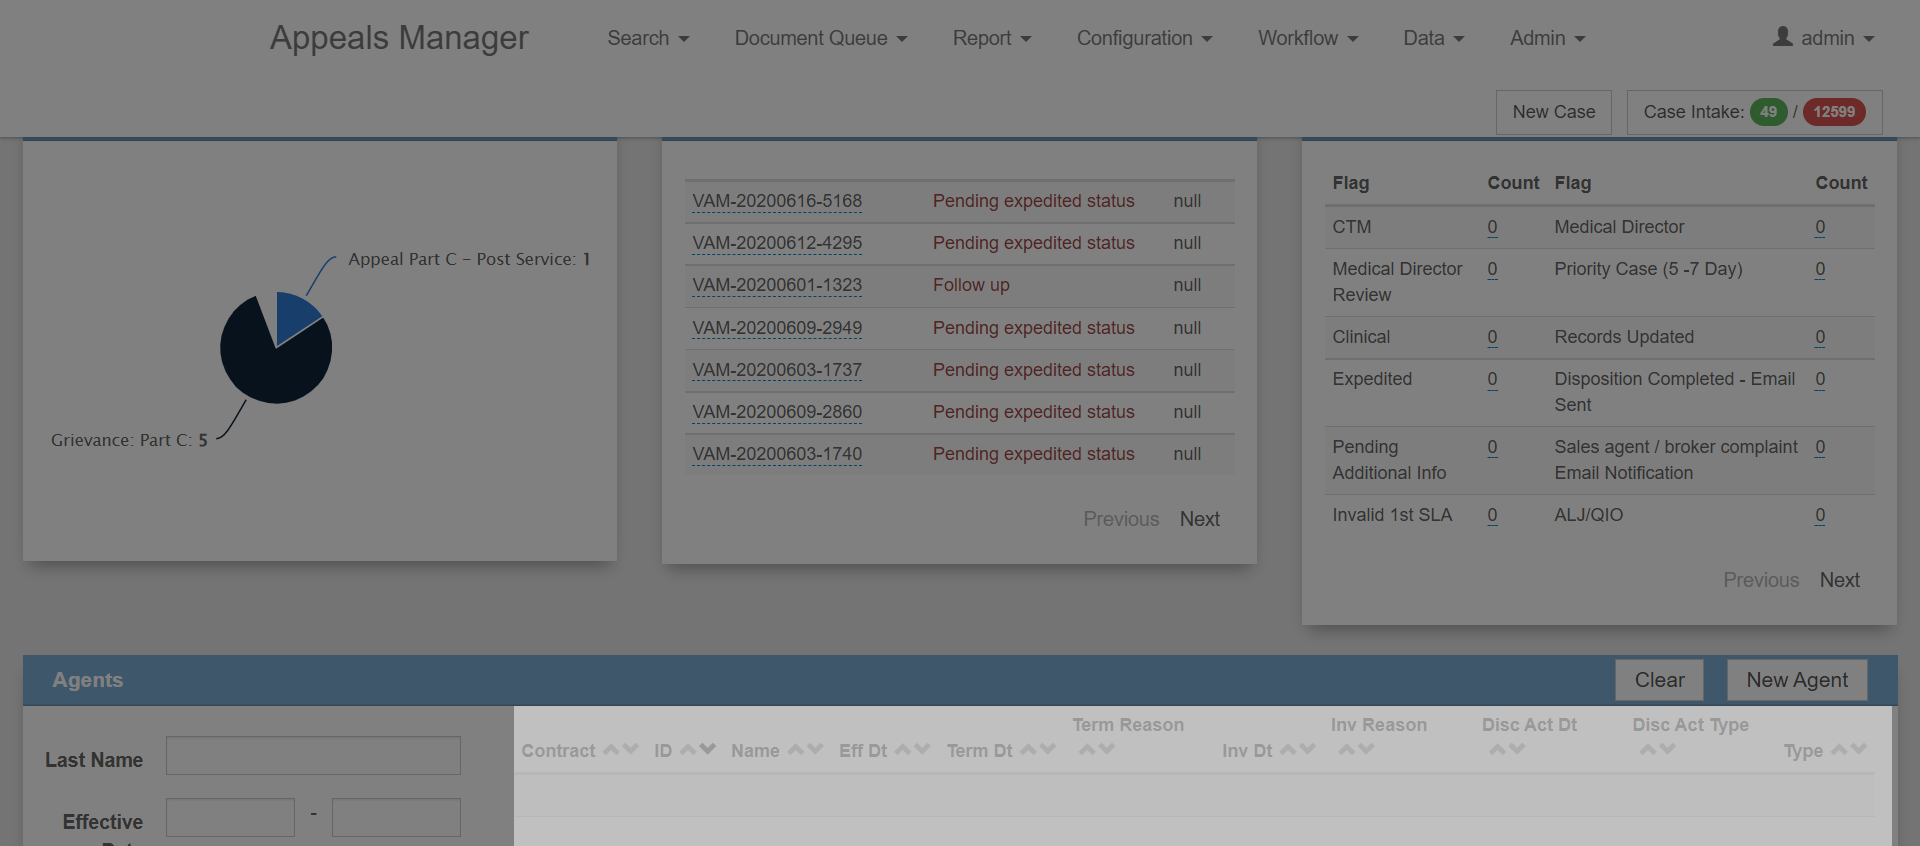 Appeals Manager Search Document Queue Report Configuration Workflow Data Admin admin
New Case Case Intake: 49 / 12599
Appeal Part C - Post Service: 1
Grievance: Part C: 5
VAM-20200616-5168 Pending expedited status null
VAM-20200612-4295 Pending expedited status null
VAM-20200601-1323 Follow up null
VAM-20200609-2949 Pending expedited status null
VAM-20200603-1737 Pending expedited status null
VAM-20200609-2860 Pending expedited status null
VAM-20200603-1740 Pending expedited status null
Previous Next
Flag Count Flag Count
CTM 0 Medical Director 0
Medical Director 0 Priority Case (5 -7 Day) 0
Review
Clinical 0 Records Updated 0
Expedited 0 Disposition Completed - Email 0
Sent
Pending 0 Sales agent / broker complaint 0
Additional Info Email Notification
Invalid 1st SLA 0 ALJ/QIO 0
Previous Next
Agents Clear New Agent
Last Name
Effective -
Term Reason Inv Reason Disc Act Dt Disc Act Type
Contract ID Name Eff Dt Term Dt Inv Dt Type